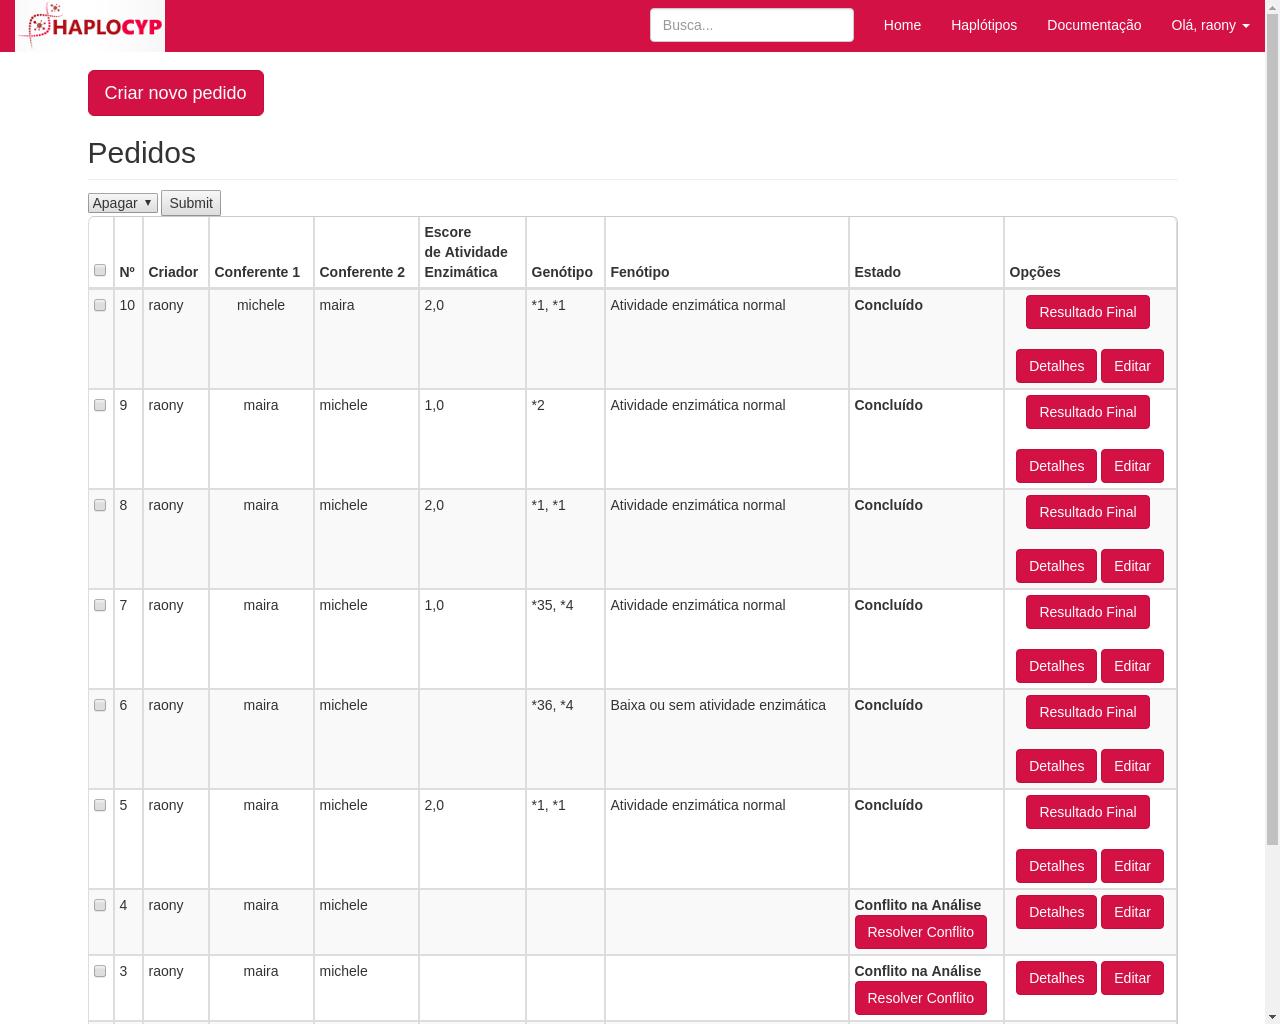 HAPLOCYP
Busca...
Home
Haplótipos
Documentação
Olá, raony
Criar novo pedido
Pedidos
Apagar
Submit
Nº Criador Conferente 1 Conferente 2 Escore de Atividade Enzimática Genótipo Fenótipo Estado Opções
10 raony michele maira 2,0 *1, *1 Atividade enzimática normal Concluído Resultado Final
Detalhes Editar
9 raony maira michele 1,0 *2 Atividade enzimática normal Concluído Resultado Final
Detalhes Editar
8 raony maira michele 2,0 *1, *1 Atividade enzimática normal Concluído Resultado Final
Detalhes Editar
7 raony maira michele 1,0 *35, *4 Atividade enzimática normal Concluído Resultado Final
Detalhes Editar
6 raony maira michele *36, *4 Baixa ou sem atividade enzimática Concluído Resultado Final
Detalhes Editar
5 raony maira michele 2,0 *1, *1 Atividade enzimática normal Concluído Resultado Final
Detalhes Editar
4 raony maira michele Conflito na Análise Detalhes Editar
Resolver Conflito
3 raony maira michele Conflito na Análise Detalhes Editar
Resolver Conflito